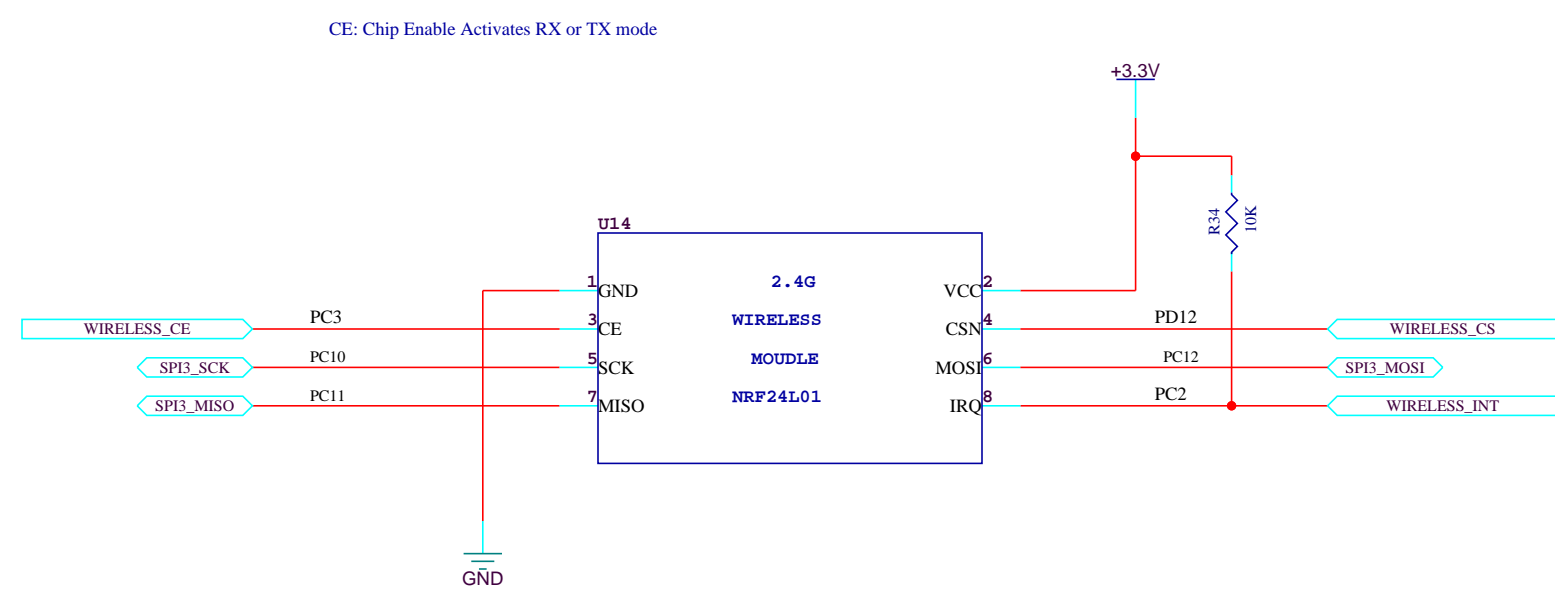 CE: Chip Enable Activates RX or TX mode
+3.3V
R34
10K
U14
1
GND
2.4G
VCC
2
WIRELESS_CE
PC3
3
CE
WIRELESS
CSN
4
PD12
WIRELESS_CS
SPI3_SCK
PC10
5
SCK
MOUDLE
MOSI
6
PC12
SPI3_MOSI
SPI3_MISO
PC11
7
MISO
NRF24L01
IRQ
8
PC2
WIRELESS_INT
GND